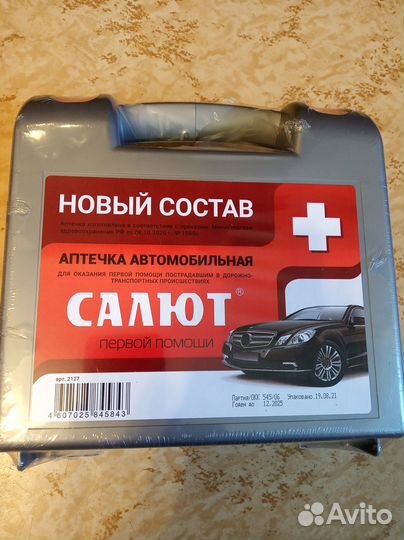 НОВЫЙ СОСТАВ
Аптечка изготовлена в соответствии с приказом Министерства
здравоохранения РФ от 08.10.2020 г. № 1080н
АПТЕЧКА АВТОМОБИЛЬНАЯ
ДЛЯ ОКАЗАНИЯ ПЕРВОЙ ПОМОЩИ ПОСТРАДАВШИМ В ДОРОЖНО-
ТРАНСПОРТНЫХ ПРОИСШЕСТВИЯХ
САЛЮТ®
первой помощи
арт. 2127
4 607025 845843
Партия/ОКК 545/06 Упаковано 19.08.21
Годен до 12.2025
Avito